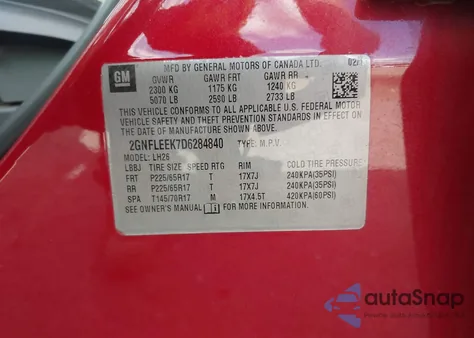 GM
MFD BY GENERAL MOTORS OF CANADA LTD. 02/
GVWR GAWR FRT GAWR RR
2300 KG 1175 KG 1240 KG
5070 LB 2590 LB 2733 LB
THIS VEHICLE CONFORMS TO ALL APPLICABLE U.S. FEDERAL MOTOR
VEHICLE SAFETY AND THEFT PREVENTION STANDARDS IN EFFECT ON
THE DATE OF MANUFACTURE SHOWN ABOVE.
2GNFLEEK7D6284840 TYPE: M.P.V.
MODEL: LH26
LBBJ TIRE SIZE SPEED RTG RIM COLD TIRE PRESSURE
FRT P225/65R17 T 17X7J 240KPA(35PSI)
RR P225/65R17 T 17X7J 240KPA(35PSI)
SPA T145/70R17 M 17X4.5T 420KPA(60PSI)
SEE OWNER'S MANUAL FOR MORE INFORMATION.
autoSnap